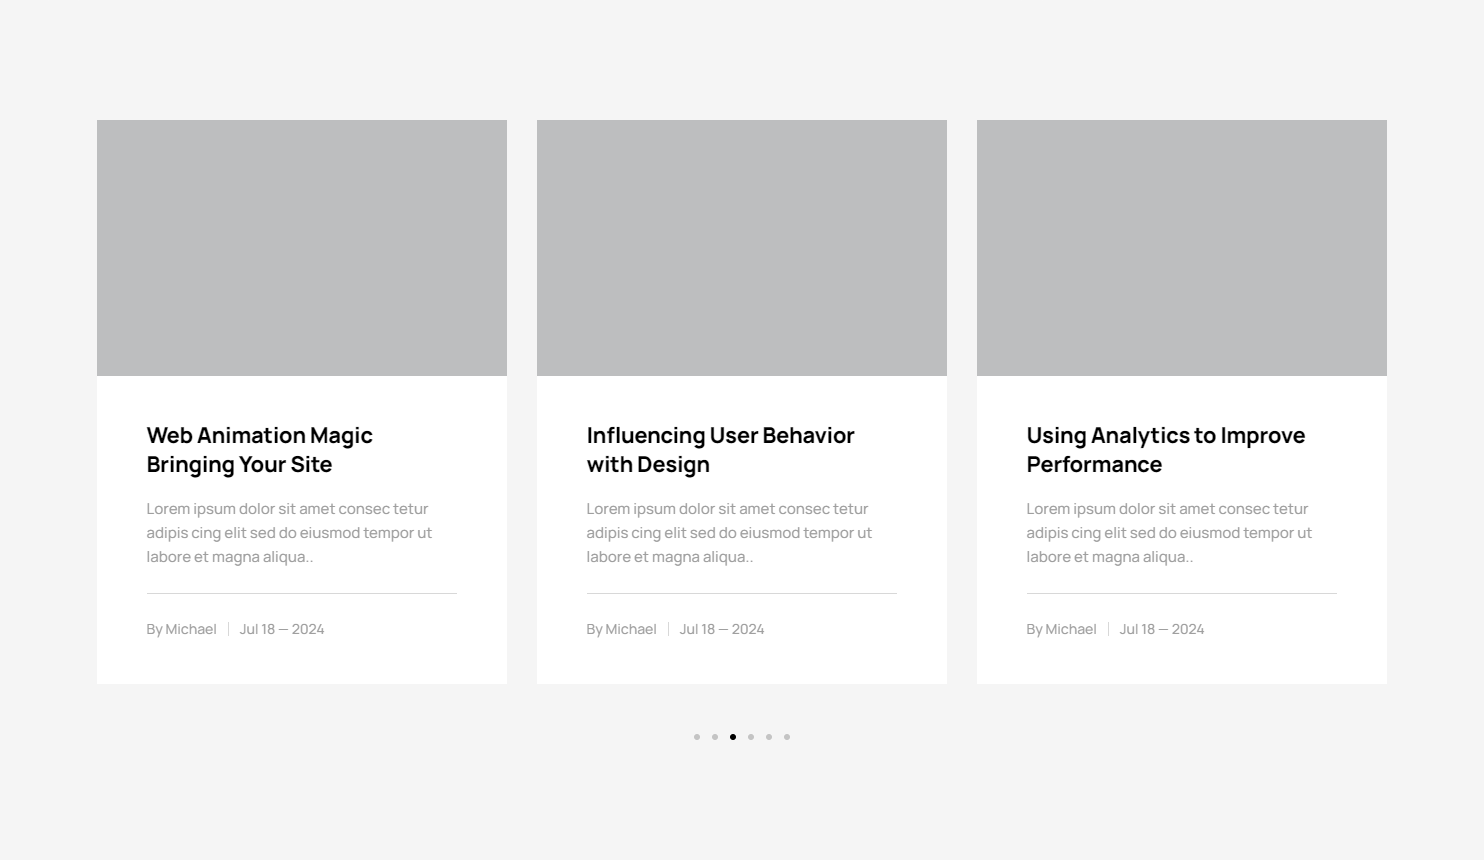 Web Animation Magic
Bringing Your Site
Lorem ipsum dolor sit amet consec tetur
adipis cing elit sed do eiusmod tempor ut
labore et magna aliqua..
By Michael
Jul 18 — 2024
Influencing User Behavior
with Design
Lorem ipsum dolor sit amet consec tetur
adipis cing elit sed do eiusmod tempor ut
labore et magna aliqua..
By Michael
Jul 18 — 2024
Using Analytics to Improve
Performance
Lorem ipsum dolor sit amet consec tetur
adipis cing elit sed do eiusmod tempor ut
labore et magna aliqua..
By Michael
Jul 18 — 2024